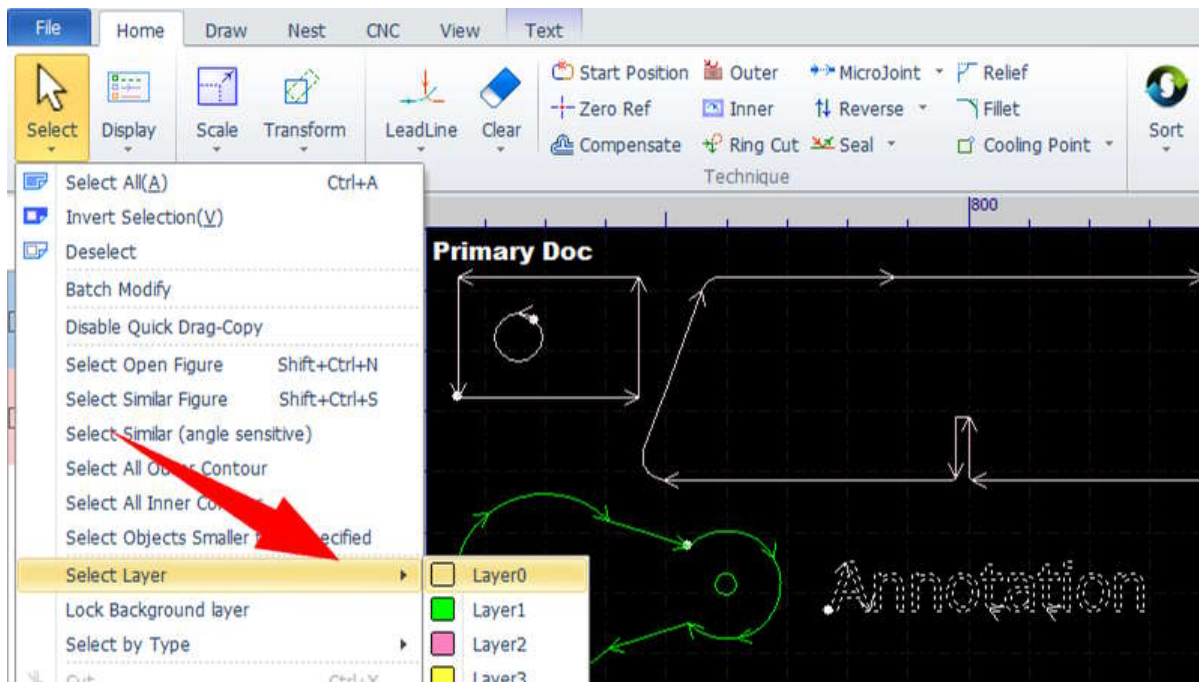 File Home Draw Nest CNC View Text
Start Position Outer MicroJoint Relief
Zero Ref Inner Reverse Fillet
Select Display Scale Transform LeadLine Clear Sort
Compensate Ring Cut Seal Cooling Point
Technique
Select All(A) Ctrl+A
Invert Selection(V)
800
Deselect
Primary Doc
Batch Modify
Disable Quick Drag-Copy
Select Open Figure Shift+Ctrl+N
Select Similar Figure Shift+Ctrl+S
Select Similar (angle sensitive)
Select All Outer Contour
Select All Inner
Select Objects Smaller
Select Layer Layer0
Annotation
Lock Background layer Layer1
Select by Type Layer2
Cut Ctrl+X Layer3